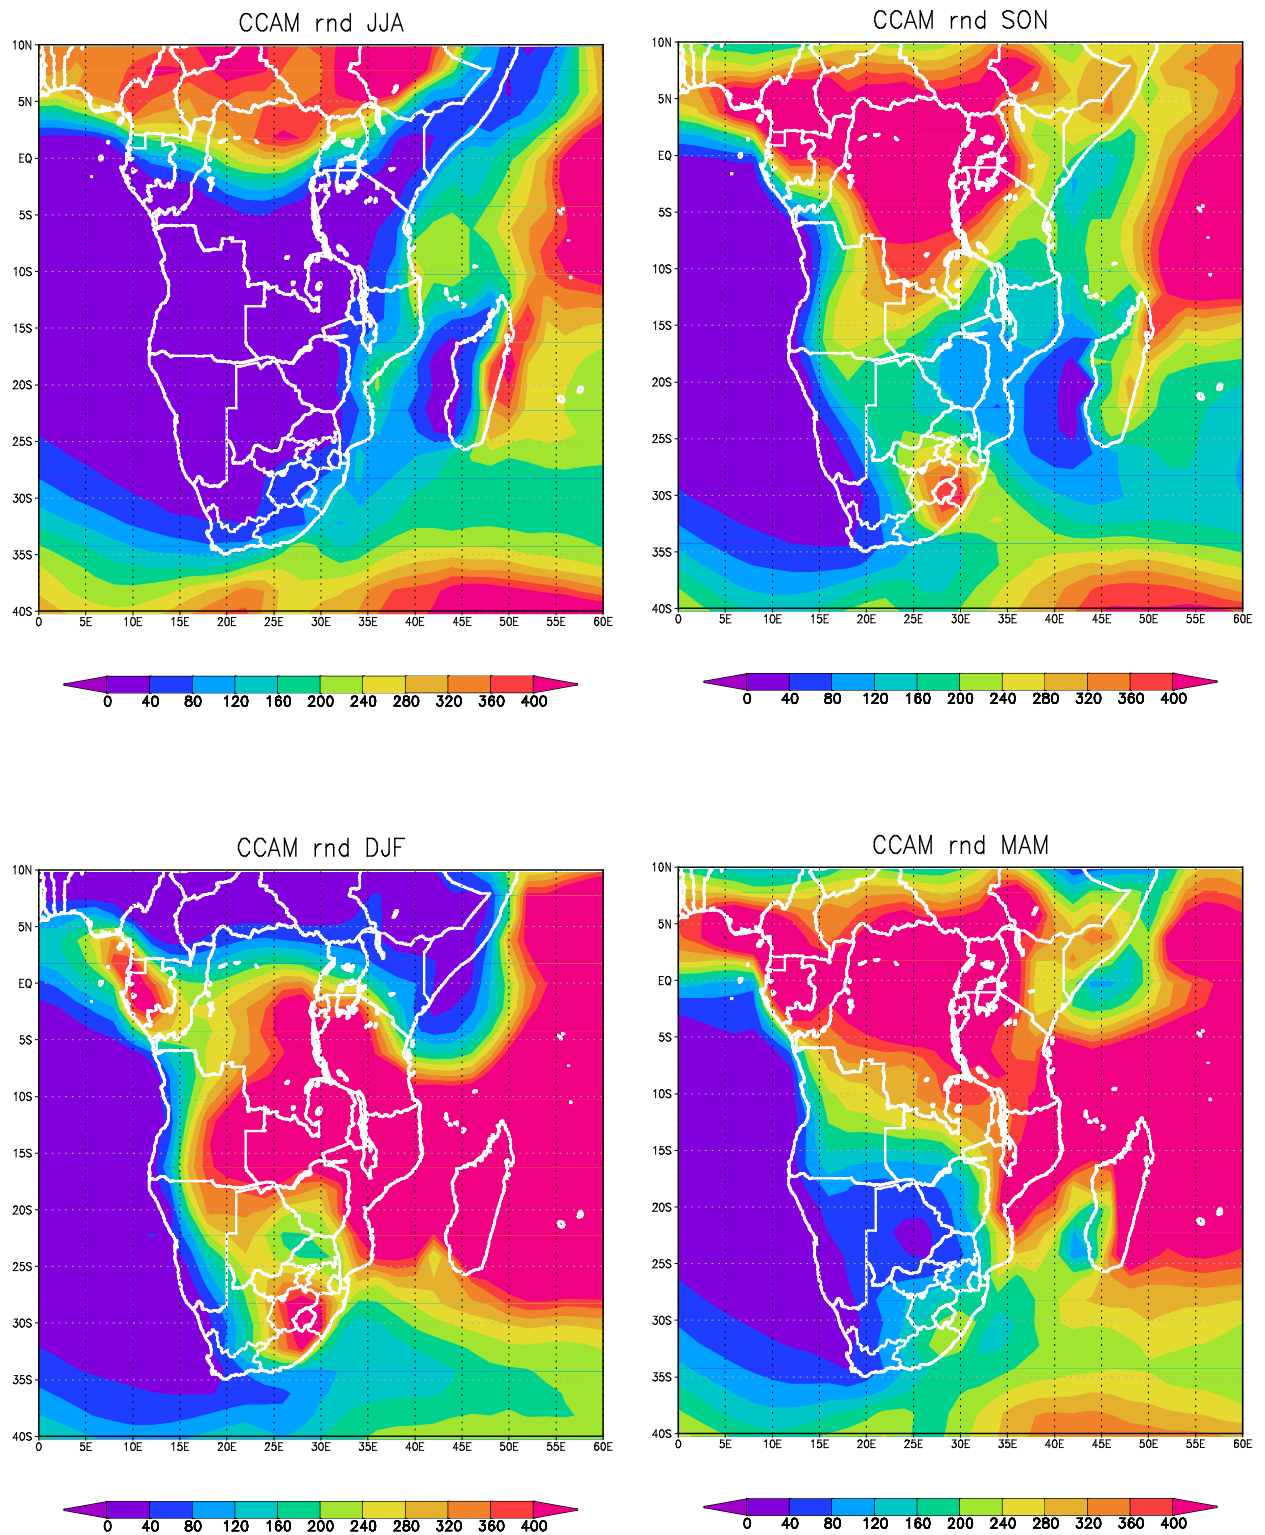 CCAM rnd JJA
CCAM rnd SON
10N
5N
EQ
5S
10S
15S
20S
25S
30S
35S
40S
0 5E 10E 15E 20E 25E 30E 35E 40E 45E 50E 55E 60E
10N
5N
EQ
5S
10S
15S
20S
25S
30S
35S
40S
0 5E 10E 15E 20E 25E 30E 35E 40E 45E 50E 55E 60E
0 40 80 120 160 200 240 280 320 360 400
0 40 80 120 160 200 240 280 320 360 400
CCAM rnd DJF
CCAM rnd MAM
10N
5N
EQ
5S
10S
15S
20S
25S
30S
35S
40S
0 5E 10E 15E 20E 25E 30E 35E 40E 45E 50E 55E 60E
10N
5N
EQ
5S
10S
15S
20S
25S
30S
35S
40S
0 5E 10E 15E 20E 25E 30E 35E 40E 45E 50E 55E 60E
0 40 80 120 160 200 240 280 320 360 400
0 40 80 120 160 200 240 280 320 360 400